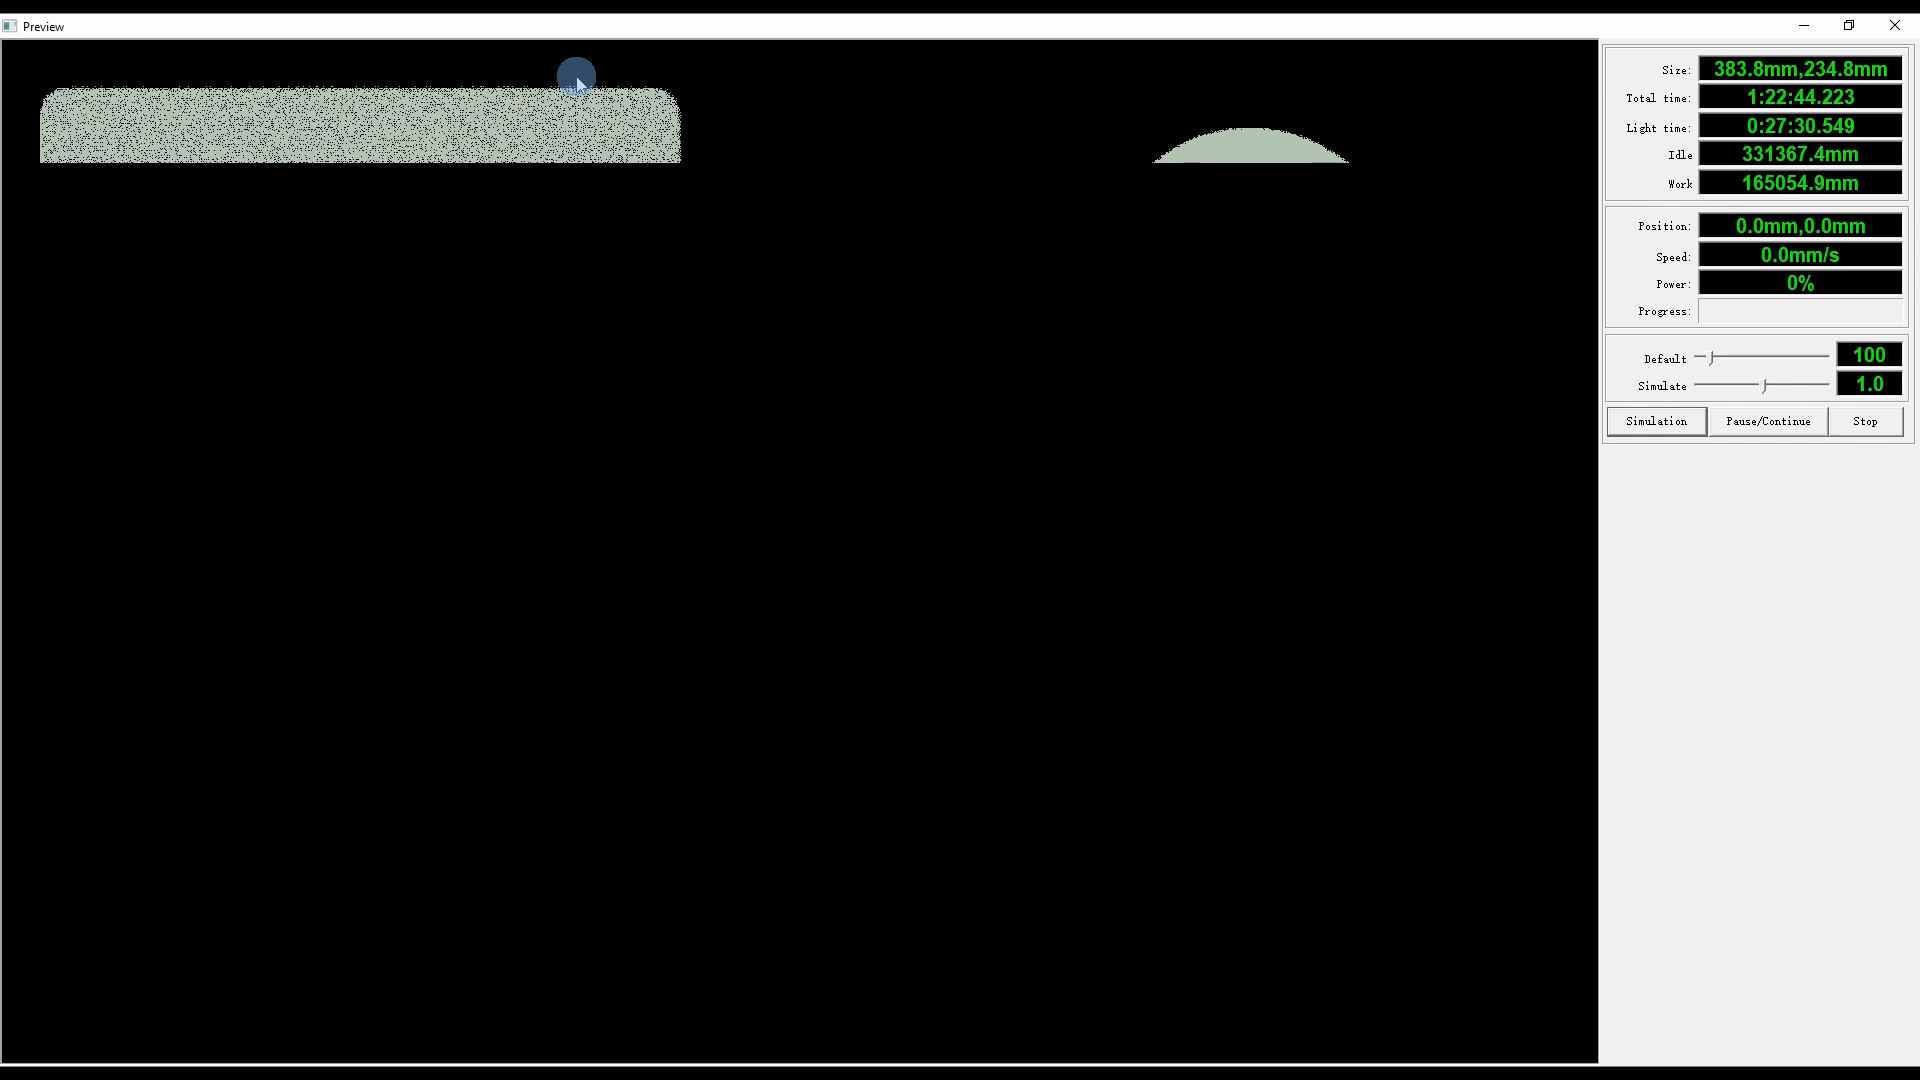 Preview
Size: 383.8mm,234.8mm
Total time: 1:22:44.223
Light time: 0:27:30.549
Idle 331367.4mm
Work 165054.9mm
Position: 0.0mm,0.0mm
Speed: 0.0mm/s
Power: 0%
Progress:
Default 100
Simulate 1.0
Simulation Pause/Continue Stop